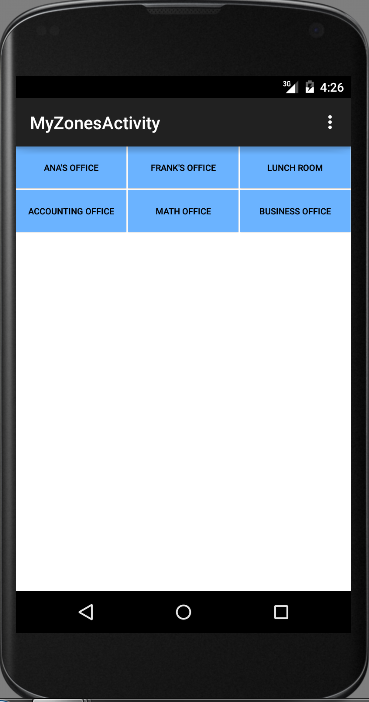 3G 4:26
MyZonesActivity
ANA'S OFFICE FRANK'S OFFICE LUNCH ROOM
ACCOUNTING OFFICE MATH OFFICE BUSINESS OFFICE